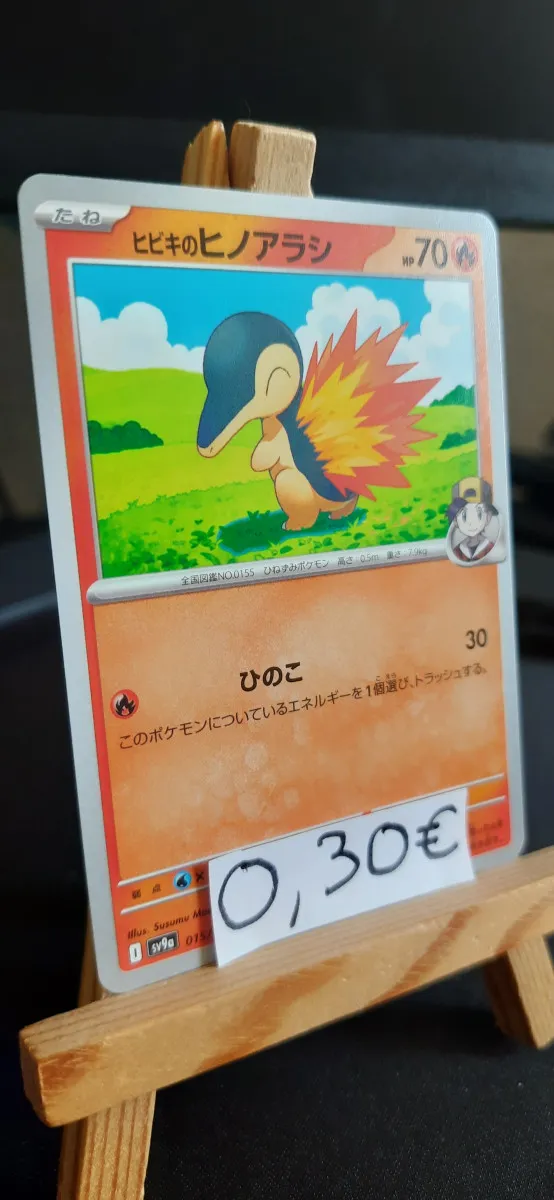 たね
ヒビキのヒノアラシ
HP70
全国図鑑NO.0155 ひねずみポケモン 高さ:0.5m 重さ:7.9kg
ひのこ 30
このポケモンについているエネルギーを1個選び、トラッシュする。
弱点 ×
0,30€
Illus. Susumu
I sv9a 015/